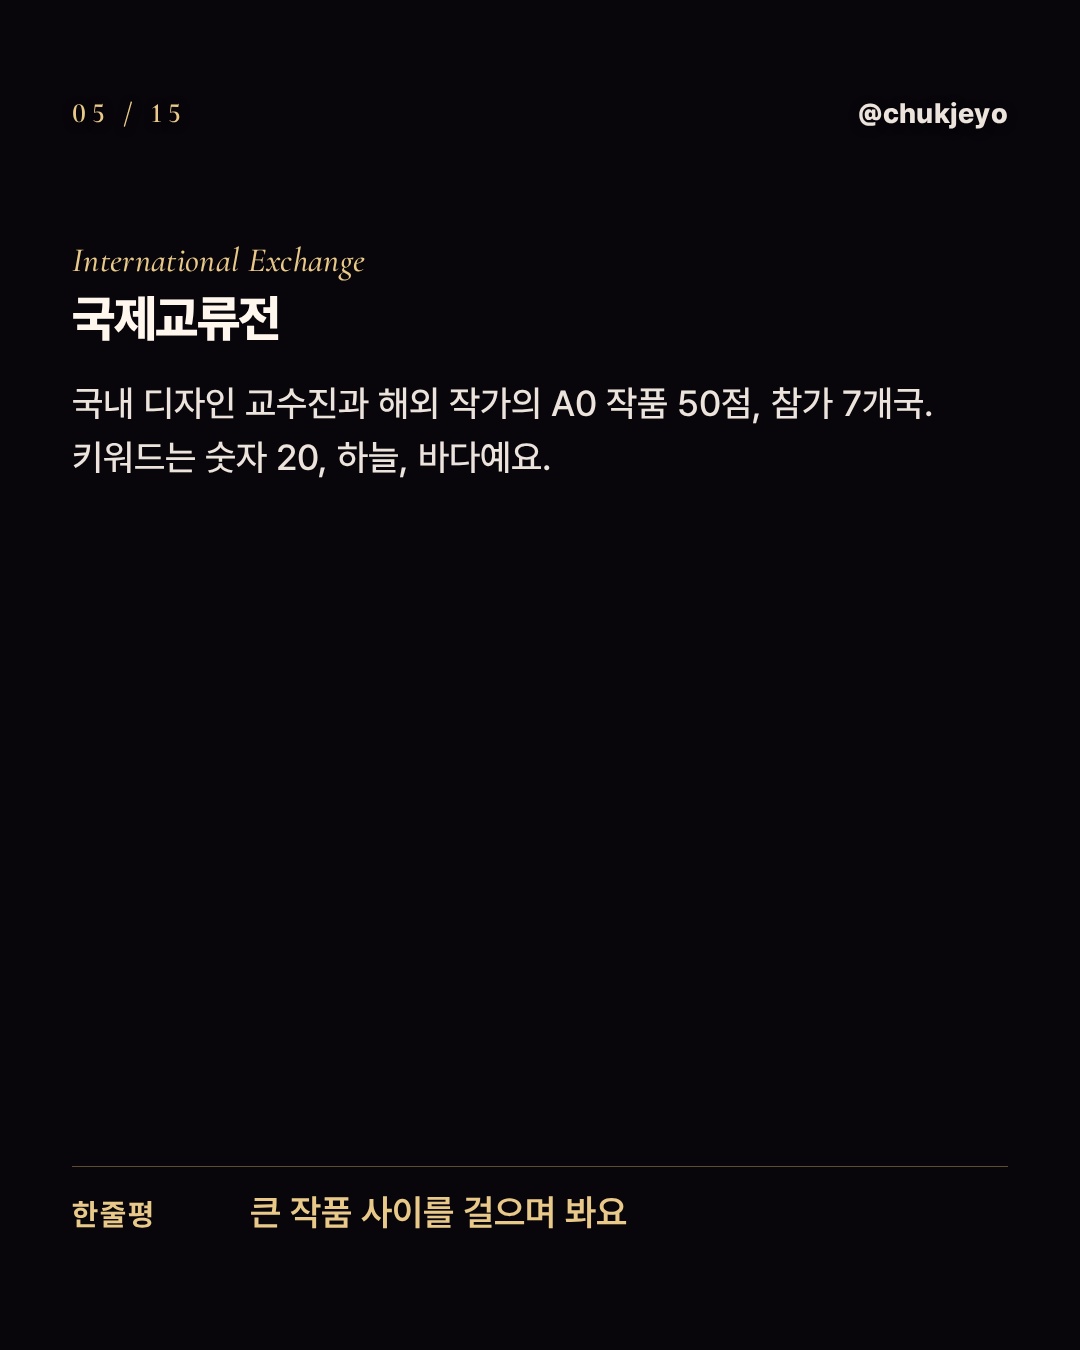 05 / 15
@chukjeyo
International Exchange
국제교류전
국내 디자인 교수진과 해외 작가의 A0 작품 50점, 참가 7개국.
키워드는 숫자 20, 하늘, 바다예요.
한줄평
큰 작품 사이를 걸으며 봐요